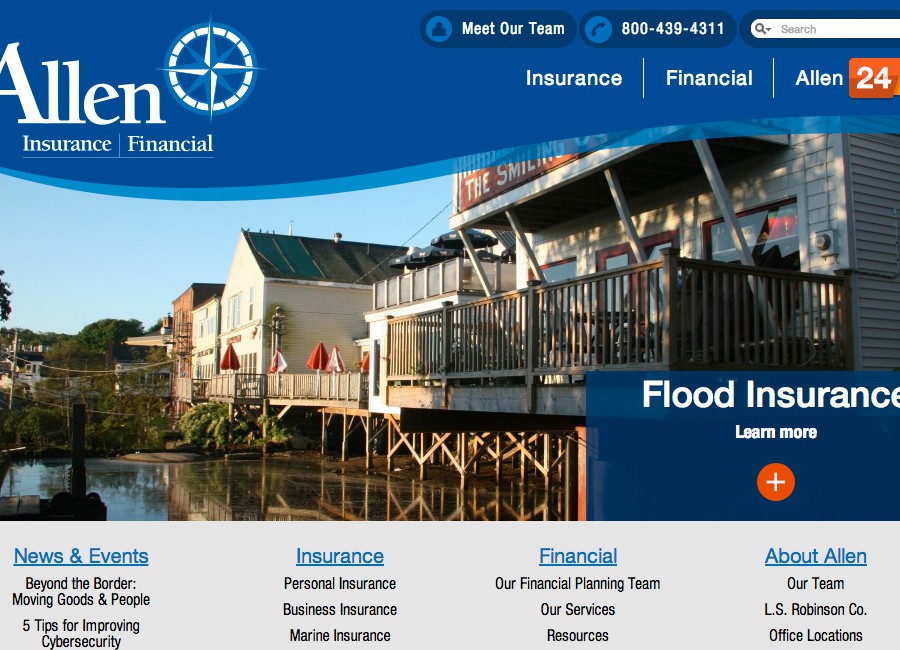 Meet Our Team
800-439-4311
Search
Allen
Insurance | Financial
Insurance
Financial
Allen 24
THE SMILING
Flood Insurance
Learn more
News & Events
Beyond the Border:
Moving Goods & People
5 Tips for Improving
Cybersecurity
Insurance
Personal Insurance
Business Insurance
Marine Insurance
Financial
Our Financial Planning Team
Our Services
Resources
About Allen
Our Team
L.S. Robinson Co.
Office Locations